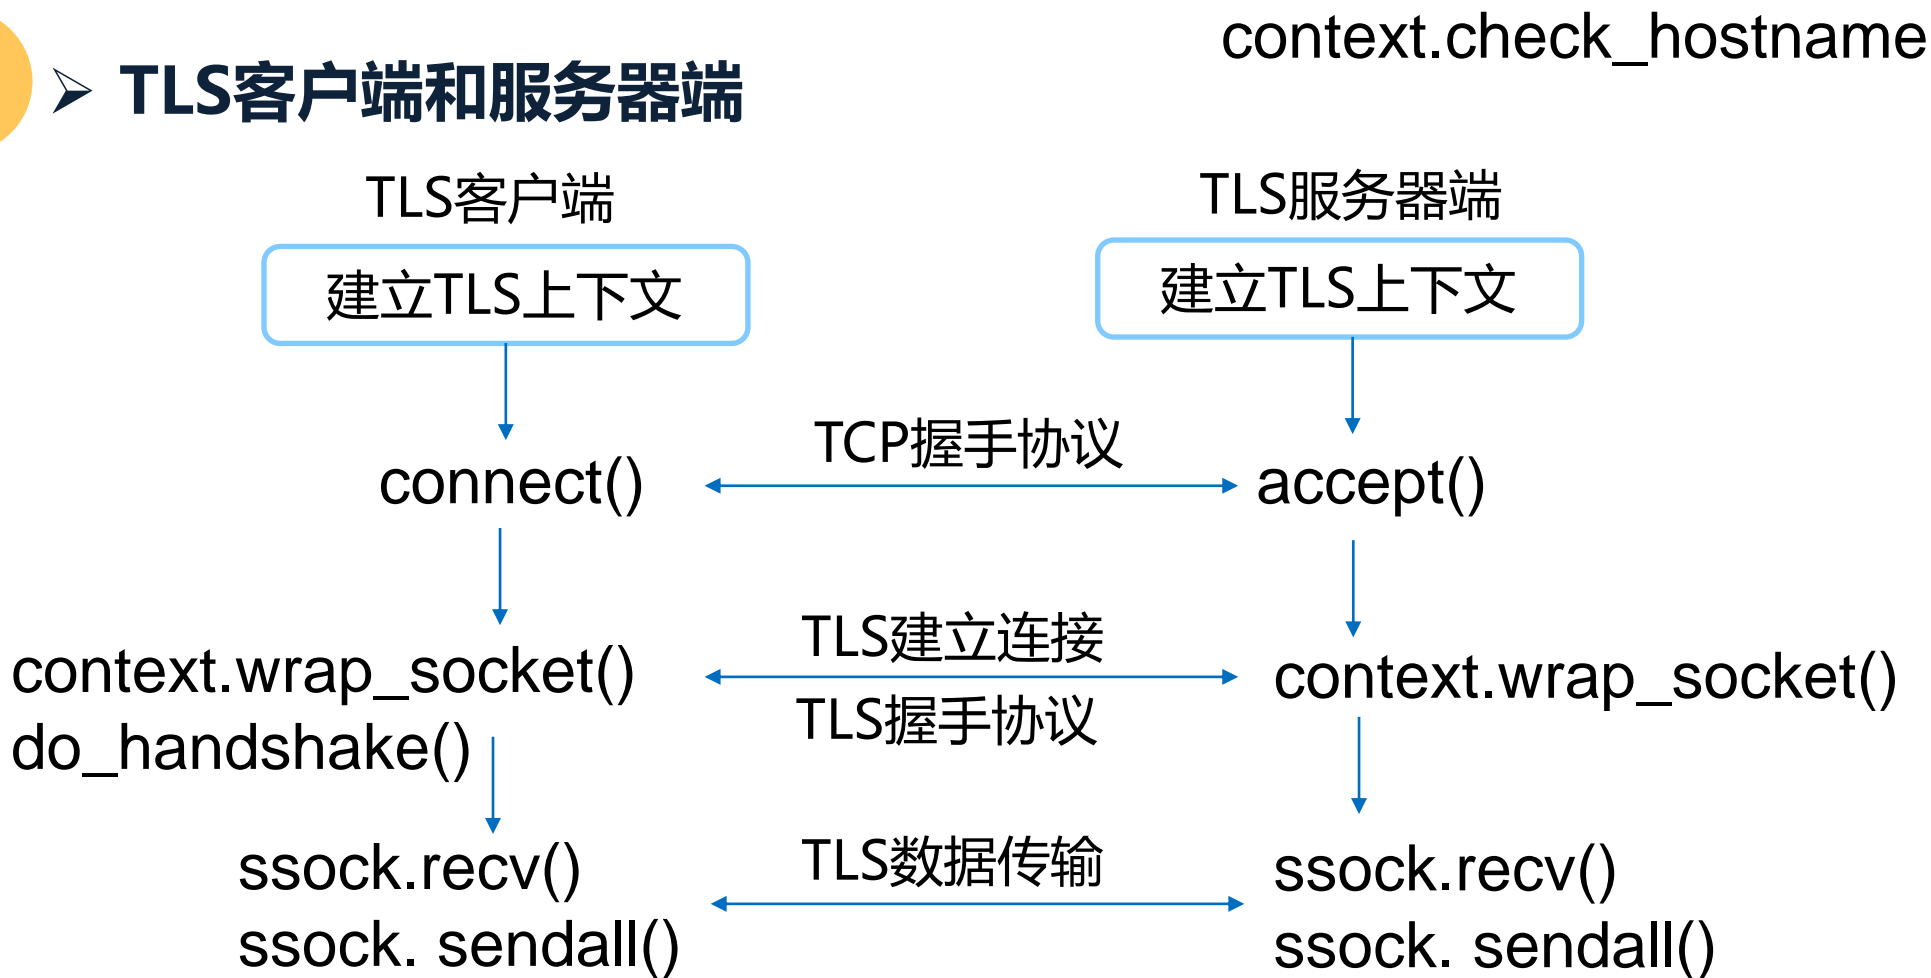 context.check_hostname
➢ TLS客户端和服务器端
TLS客户端
TLS服务器端
建立TLS上下文
建立TLS上下文
TCP握手协议
connect()
accept()
TLS建立连接
context.wrap_socket()
context.wrap_socket()
TLS握手协议
do_handshake()
TLS数据传输
ssock.recv()
ssock.recv()
ssock. sendall()
ssock. sendall()